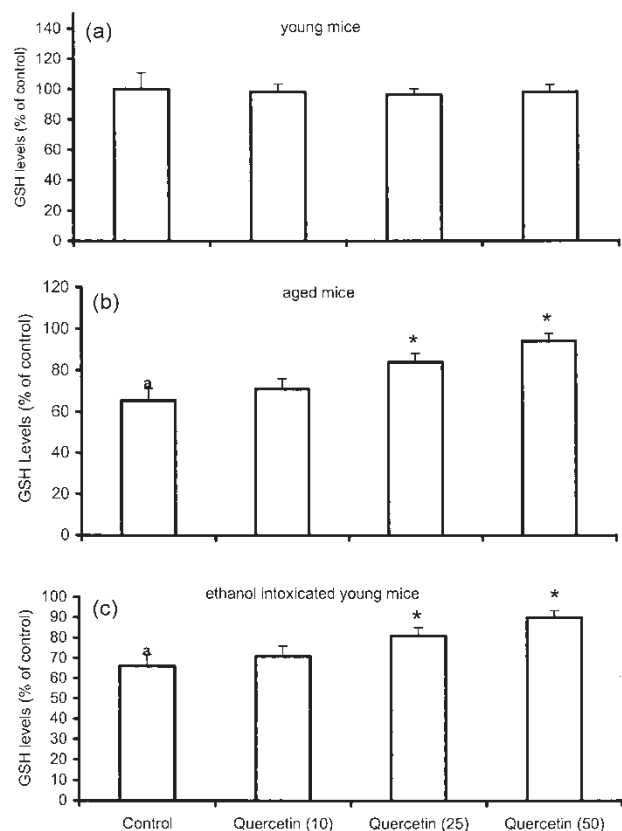 (a)
young mice
GSH levels (% of control)
140
120
100
80
60
40
20
0
(b)
aged mice
GSH Levels (% of control)
120
100
80
60
40
20
0
a
*
*
(c)
ethanol intoxicated young mice
GSH levels (% of control)
100
90
80
70
60
50
40
30
20
10
0
a
*
*
Control Quercetin (10) Quercetin (25) Quercetin (50)